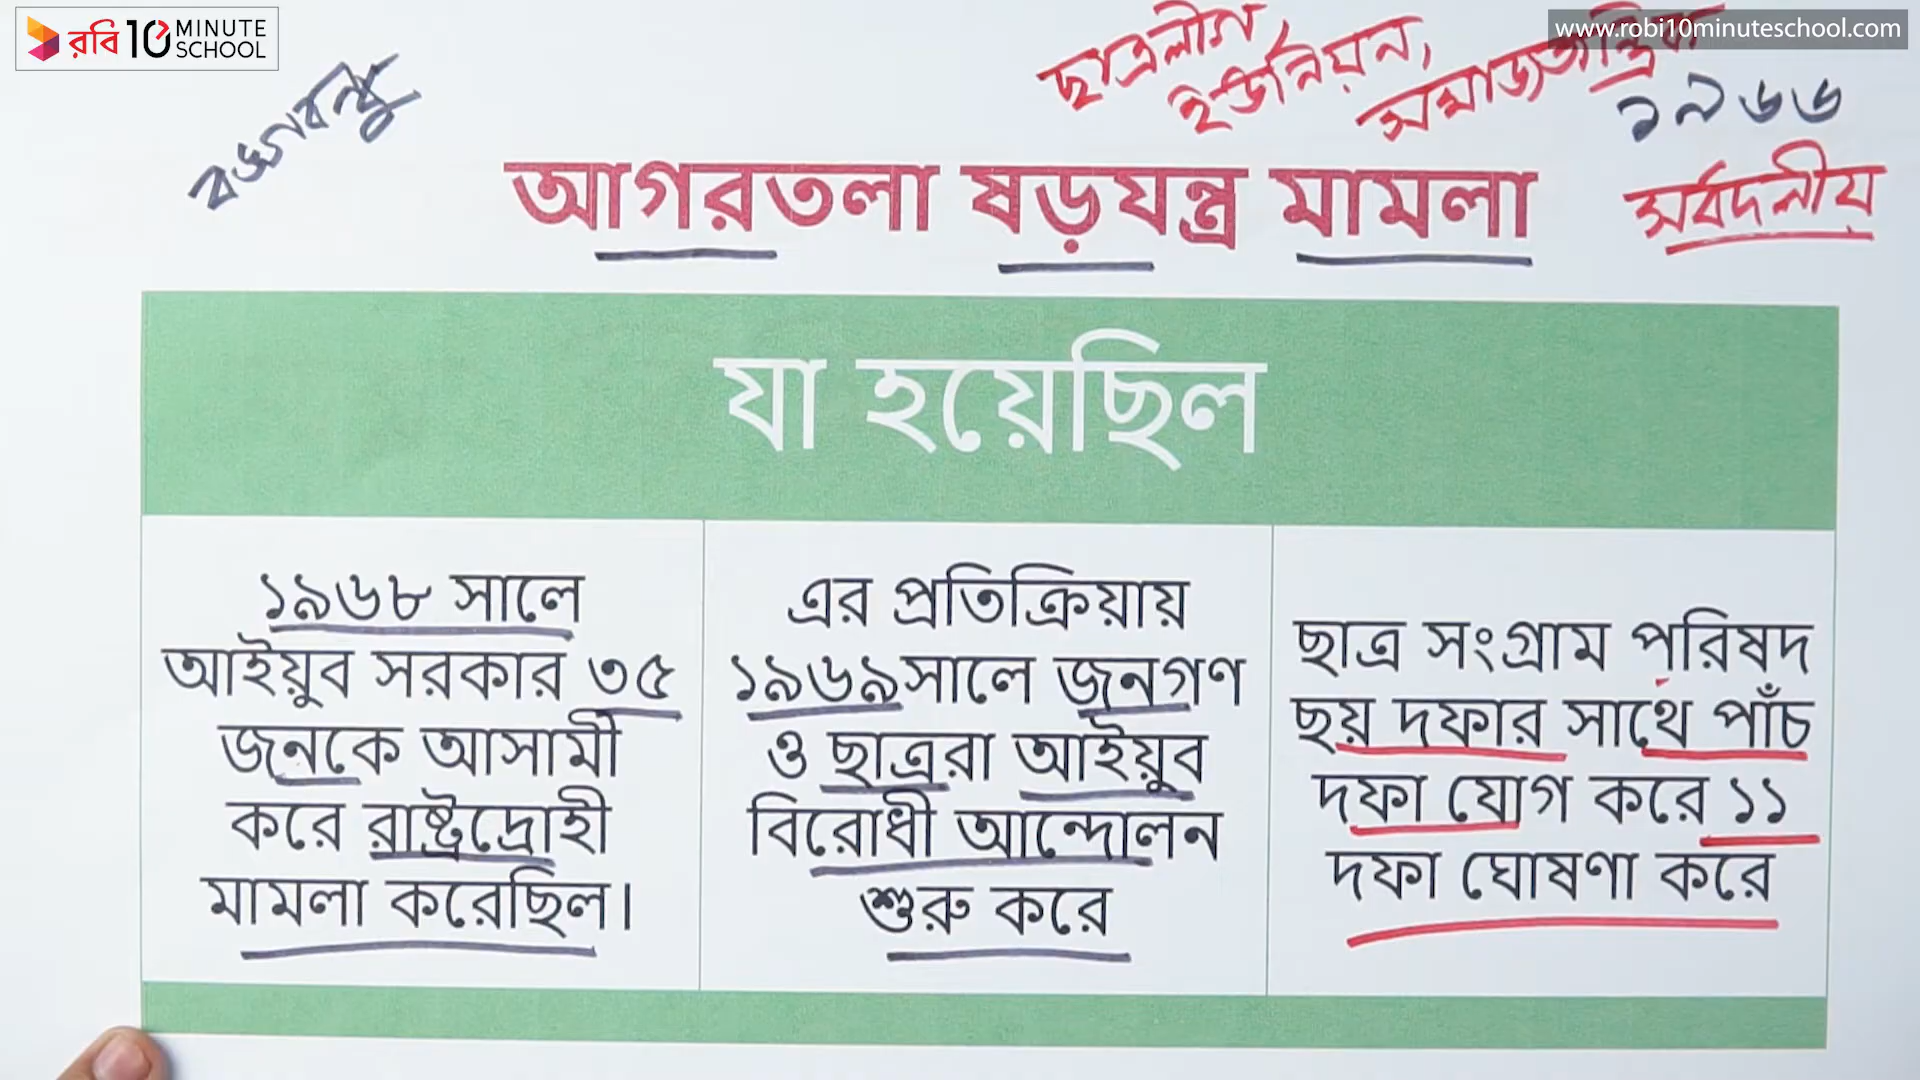 রবি 10 MINUTE SCHOOL
www.robi10minuteschool.com
বঙ্গবন্ধু
ছাত্রলীগ
ইউনিয়ন,
সমাজতান্ত্রিক
১৯৬৬
সর্বদলীয়
আগরতলা ষড়যন্ত্র মামলা
যা হয়েছিল
১৯৬৮ সালে
আইয়ুব সরকার ৩৫
জনকে আসামী
করে রাষ্ট্রদ্রোহী
মামলা করেছিল।
এর প্রতিক্রিয়ায়
১৯৬৯সালে জনগণ
ও ছাত্ররা আইয়ুব
বিরোধী আন্দোলন
শুরু করে
ছাত্র সংগ্রাম পরিষদ
ছয় দফার সাথে পাঁচ
দফা যোগ করে ১১
দফা ঘোষণা করে